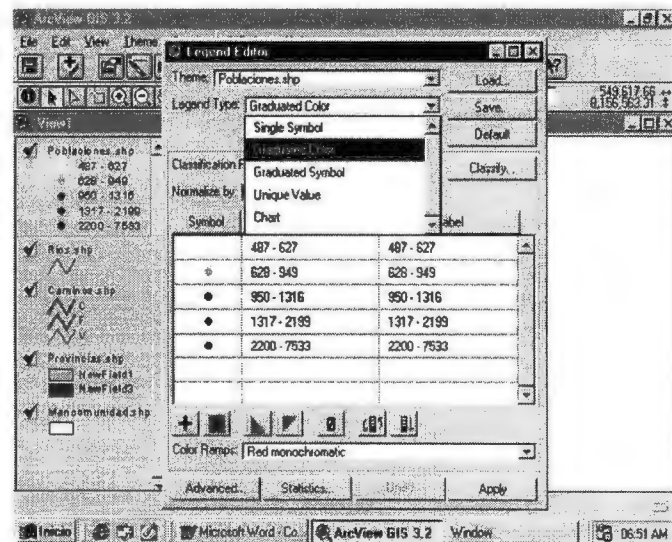 ArcView GIS 3.2
File Edit View Theme
Legend Editor
Theme: Poblaciones.shp
Load...
Legend Type: Graduated Color
Save...
Single Symbol
Default
Graduated Color
Graduated Symbol
Unique Value
Chart
Classification F
Classify...
Normalize by:
Symbol
abel
487 - 627 487 - 627
628 - 949 628 - 949
950 - 1316 950 - 1316
1317 - 2199 1317 - 2199
2200 - 7533 2200 - 7533
Color Ramps: Red monochromatic
Advanced... Statistics... Undo Apply
549,617.66
8,156,563.31
View1
Poblaciones.shp
487 - 627
628 - 949
950 - 1316
1317 - 2199
2200 - 7533
Rios.shp
Caminos.shp
Provincias.shp
NewField1
NewField3
Mancomunidad.shp
Inicio Microsoft Word - Co... ArcView GIS 3.2 Window 06:51 AM